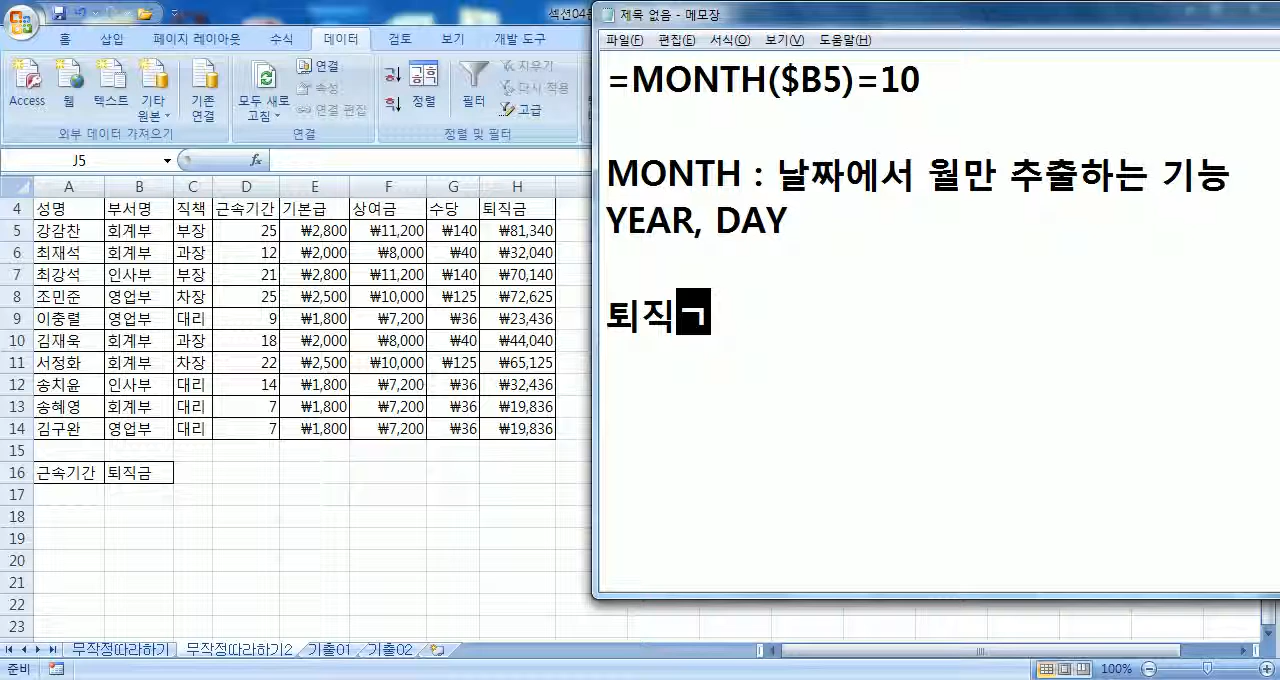 섹션04
제목 없음 - 메모장
홈 삽입 페이지 레이아웃 수식 데이터 검토 보기 개발 도구
파일(F) 편집(E) 서식(O) 보기(V) 도움말(H)
Access 웹 텍스트 기타 원본 기존 연결
외부 데이터 가져오기
모두 새로 고침 연결 속성 연결 편집
연결
정렬 필터 지우기 다시 적용 고급
정렬 및 필터
J5 fx
A B C D E F G H
4 성명 부서명 직책 근속기간 기본급 상여금 수당 퇴직금
5 강감찬 회계부 부장 25 ₩2,800 ₩11,200 ₩140 ₩81,340
6 최재석 회계부 과장 12 ₩2,000 ₩8,000 ₩40 ₩32,040
7 최강석 인사부 부장 21 ₩2,800 ₩11,200 ₩140 ₩70,140
8 조민준 영업부 차장 25 ₩2,500 ₩10,000 ₩125 ₩72,625
9 이충렬 영업부 대리 9 ₩1,800 ₩7,200 ₩36 ₩23,436
10 김재욱 회계부 과장 18 ₩2,000 ₩8,000 ₩40 ₩44,040
11 서정화 회계부 차장 22 ₩2,500 ₩10,000 ₩125 ₩65,125
12 송치윤 인사부 대리 14 ₩1,800 ₩7,200 ₩36 ₩32,436
13 송혜영 회계부 대리 7 ₩1,800 ₩7,200 ₩36 ₩19,836
14 김구완 영업부 대리 7 ₩1,800 ₩7,200 ₩36 ₩19,836
15
16 근속기간 퇴직금
17
18
19
20
21
22
23
=MONTH($B5)=10
MONTH : 날짜에서 월만 추출하는 기능
YEAR, DAY
퇴직ㄱ
무작정따라하기 무작정따라하기2 기출01 기출02
준비 100%